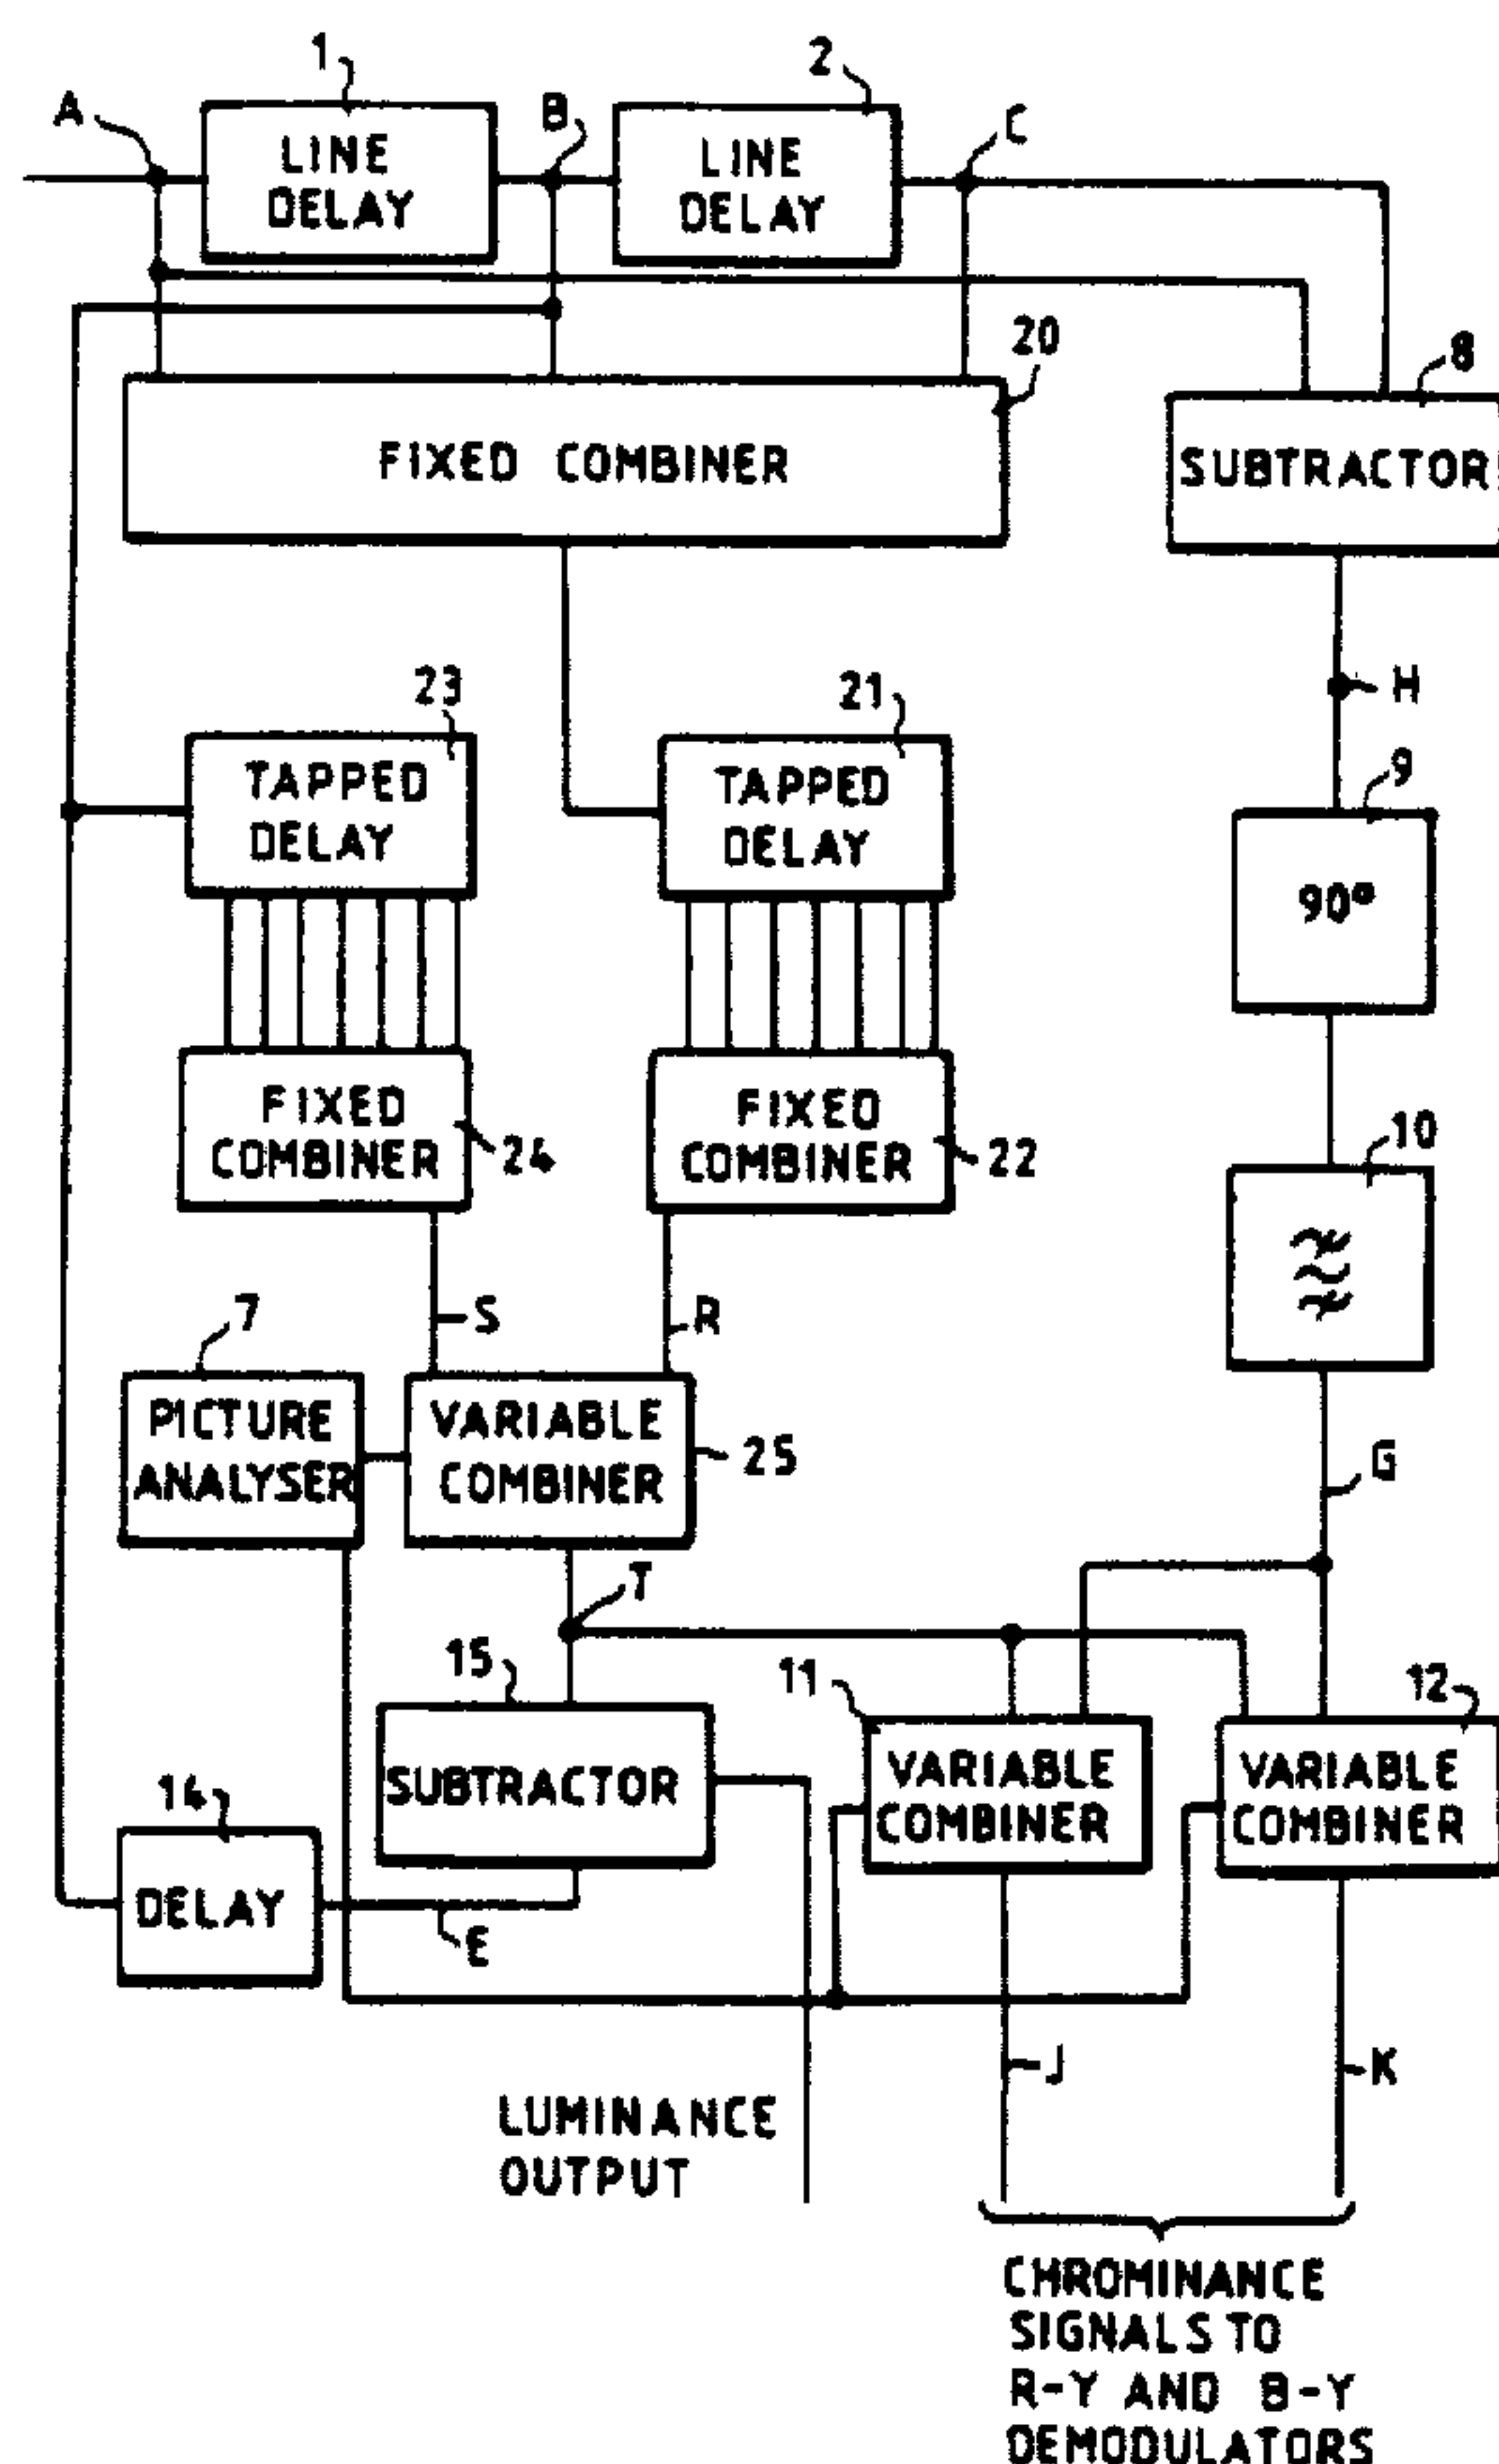 1
2
A
B
C
LINE
DELAY
LINE
DELAY
20
8
FIXED COMBINER
SUBTRACTOR
H
23
21
9
TAPPED
DELAY
TAPPED
DELAY
90°
10
FIXED
COMBINER
24
FIXED
COMBINER
22
7
S
R
PICTURE
ANALYSER
VARIABLE
COMBINER
25
G
T
15
11
12
SUBTRACTOR
VARIABLE
COMBINER
VARIABLE
COMBINER
14
DELAY
E
J
K
LUMINANCE
OUTPUT
CHROMINANCE
SIGNALS TO
R-Y AND B-Y
DEMODULATORS